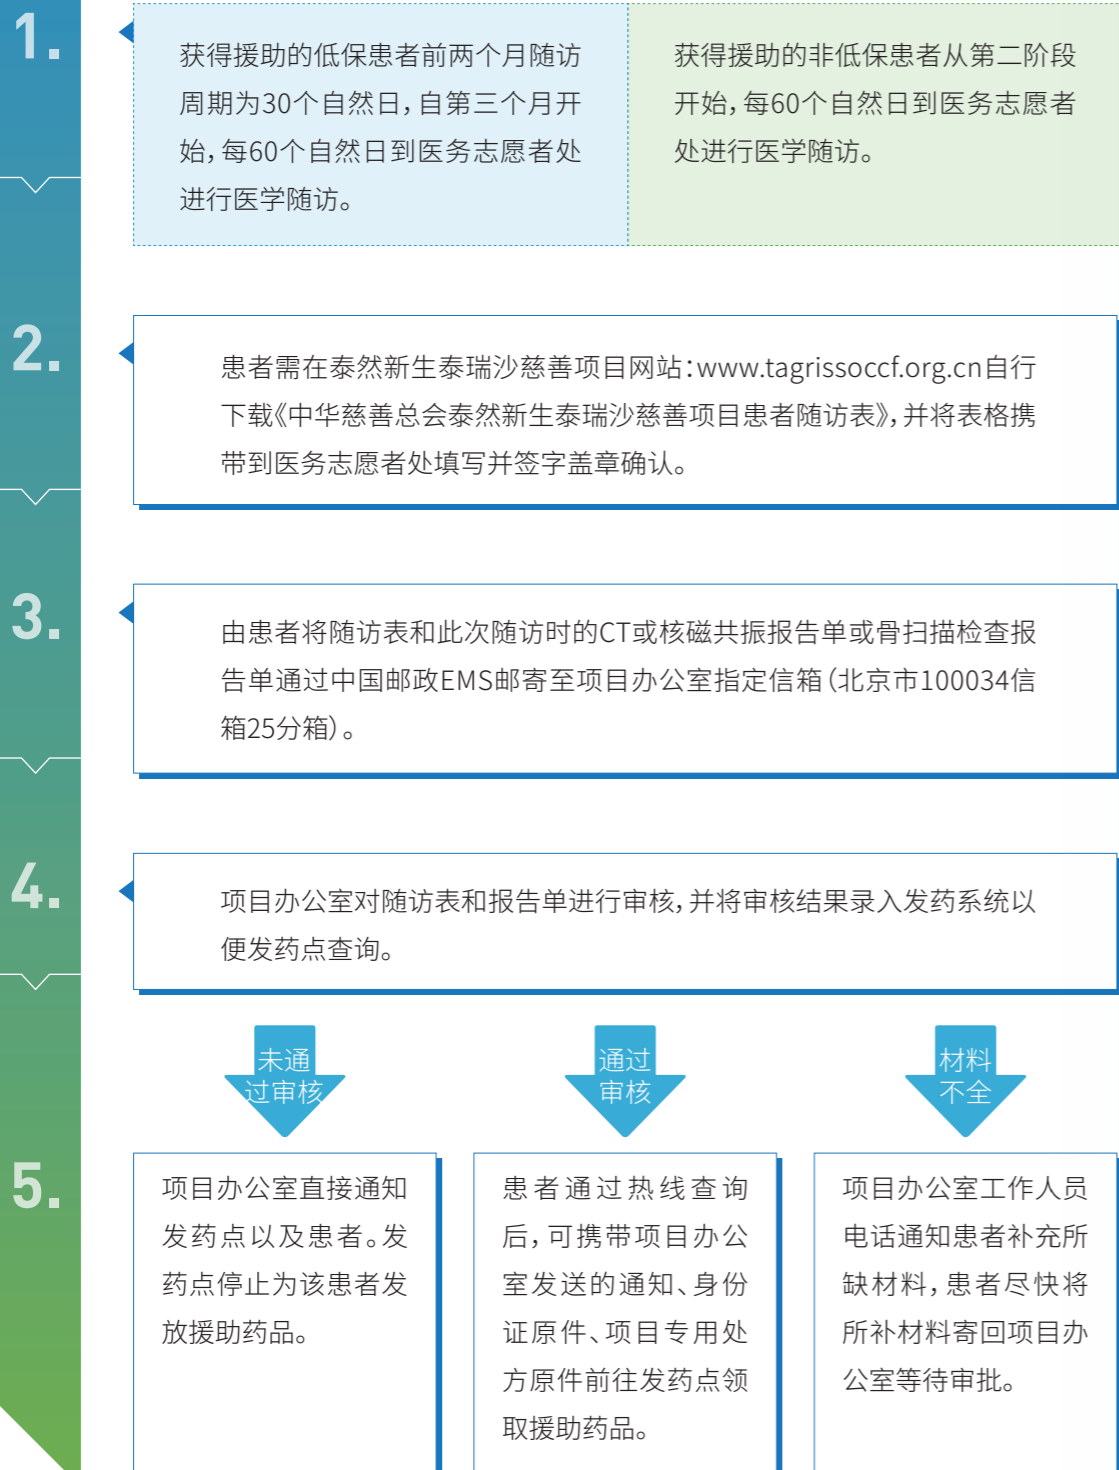 1.
获得援助的低保患者前两个月随访
周期为30个自然日，自第三个月开
始，每60个自然日到医务志愿者处
进行医学随访。
获得援助的非低保患者从第二阶段
开始，每60个自然日到医务志愿者
处进行医学随访。
2.
患者需在泰然新生泰瑞沙慈善项目网站：www.tagrissoccf.org.cn自行
下载《中华慈善总会泰然新生泰瑞沙慈善项目患者随访表》，并将表格携
带到医务志愿者处填写并签字盖章确认。
3.
由患者将随访表和此次随访时的CT或核磁共振报告单或骨扫描检查报
告单通过中国邮政EMS邮寄至项目办公室指定信箱（北京市100034信
箱25分箱）。
4.
项目办公室对随访表和报告单进行审核，并将审核结果录入发药系统以
便发药点查询。
5.
未通
过审核
项目办公室直接通知
发药点以及患者。发
药点停止为该患者发
放援助药品。
通过
审核
患者通过热线查询
后，可携带项目办公
室发送的通知、身份
证原件、项目专用处
方原件前往发药点领
取援助药品。
材料
不全
项目办公室工作人员
电话通知患者补充所
缺材料，患者尽快将
所补材料寄回项目办
公室等待审批。